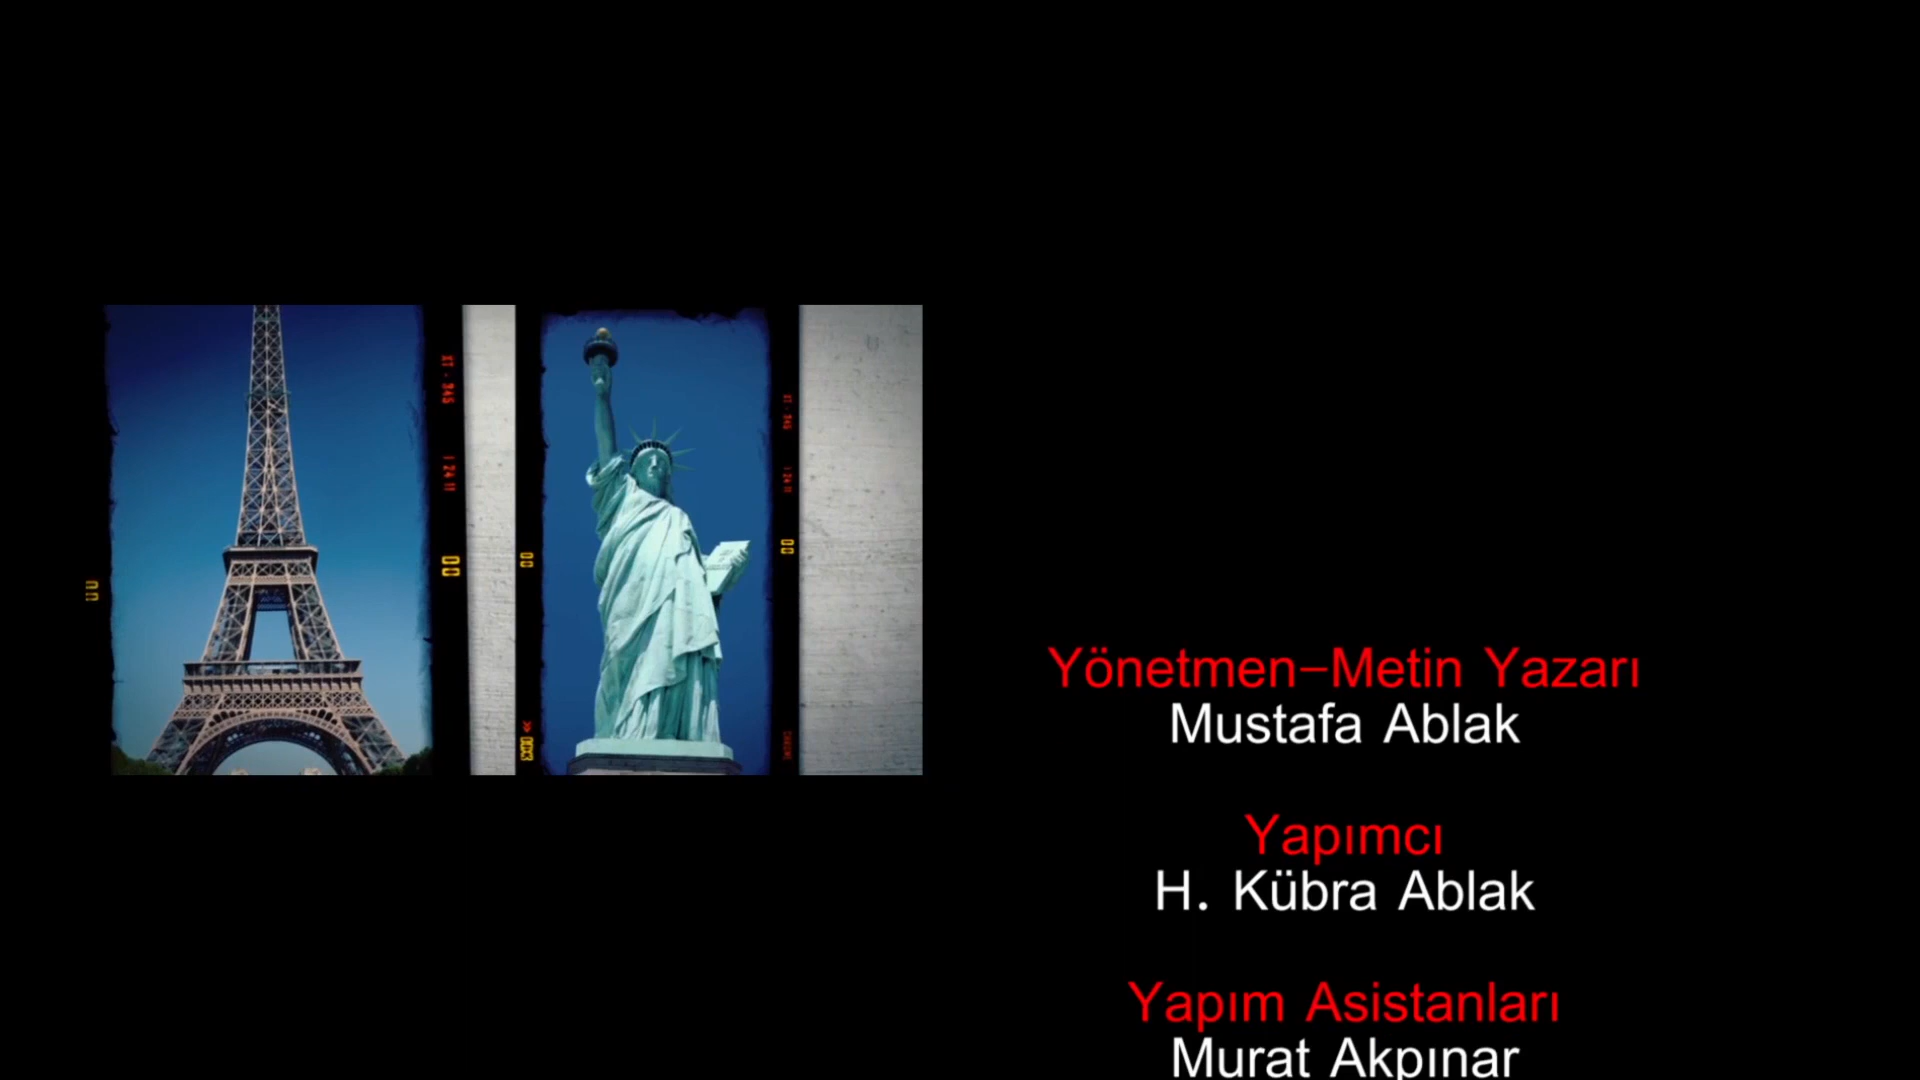 Yönetmen-Metin Yazarı
Mustafa Ablak
Yapımcı
H. Kübra Ablak
Yapım Asistanları
Murat Akpınar